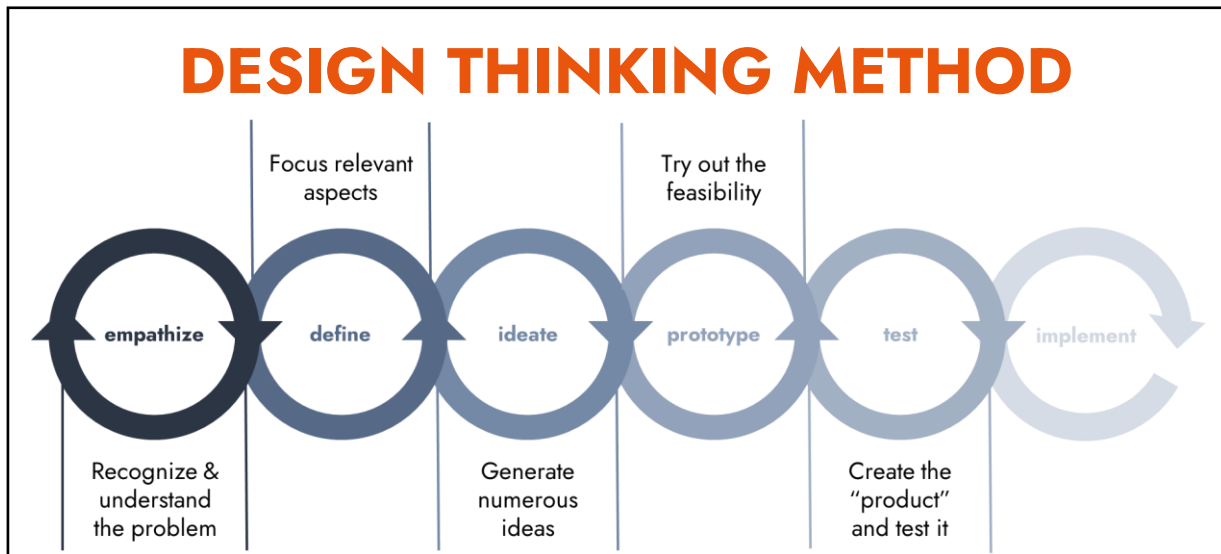 DESIGN THINKING METHOD
Focus relevant
aspects
Try out the
feasibility
empathize
define
ideate
prototype
test
implement
Recognize &
understand
the problem
Generate
numerous
ideas
Create the
“product”
and test it